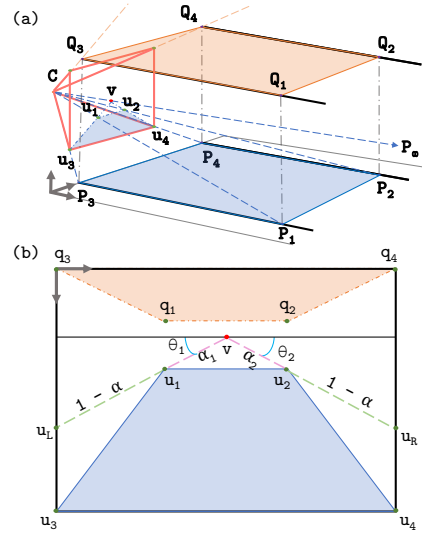 (a)
Q4
Q3
Q2
C
Q1
v
u1 u2
u3
u4
P∞
P4
P3
P2
P1
(b)
q3
q4
q1
q2
θ1
α1
v
α2
θ2
u1
u2
1 - α
1 - α
uL
uR
u3
u4